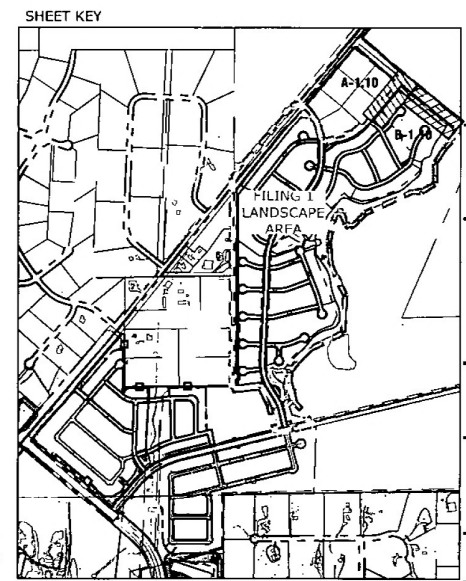 SHEET KEY
A-1.10
B-1.10
FILING 1
LANDSCAPE
AREA